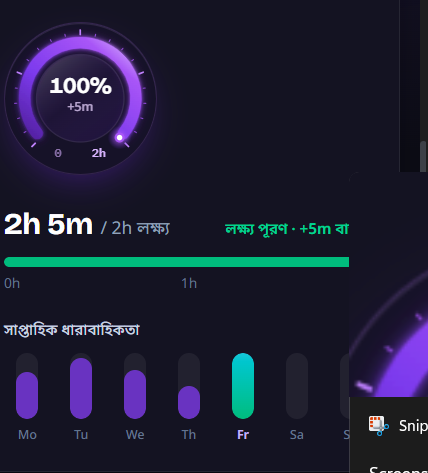 100%
+5m
0 2h
2h 5m / 2h লক্ষ্য লক্ষ্য পূরণ · +5m
0h 1h
সাপ্তাহিক ধারাবাহিকতা
Mo Tu We Th Fr Sa
Snip